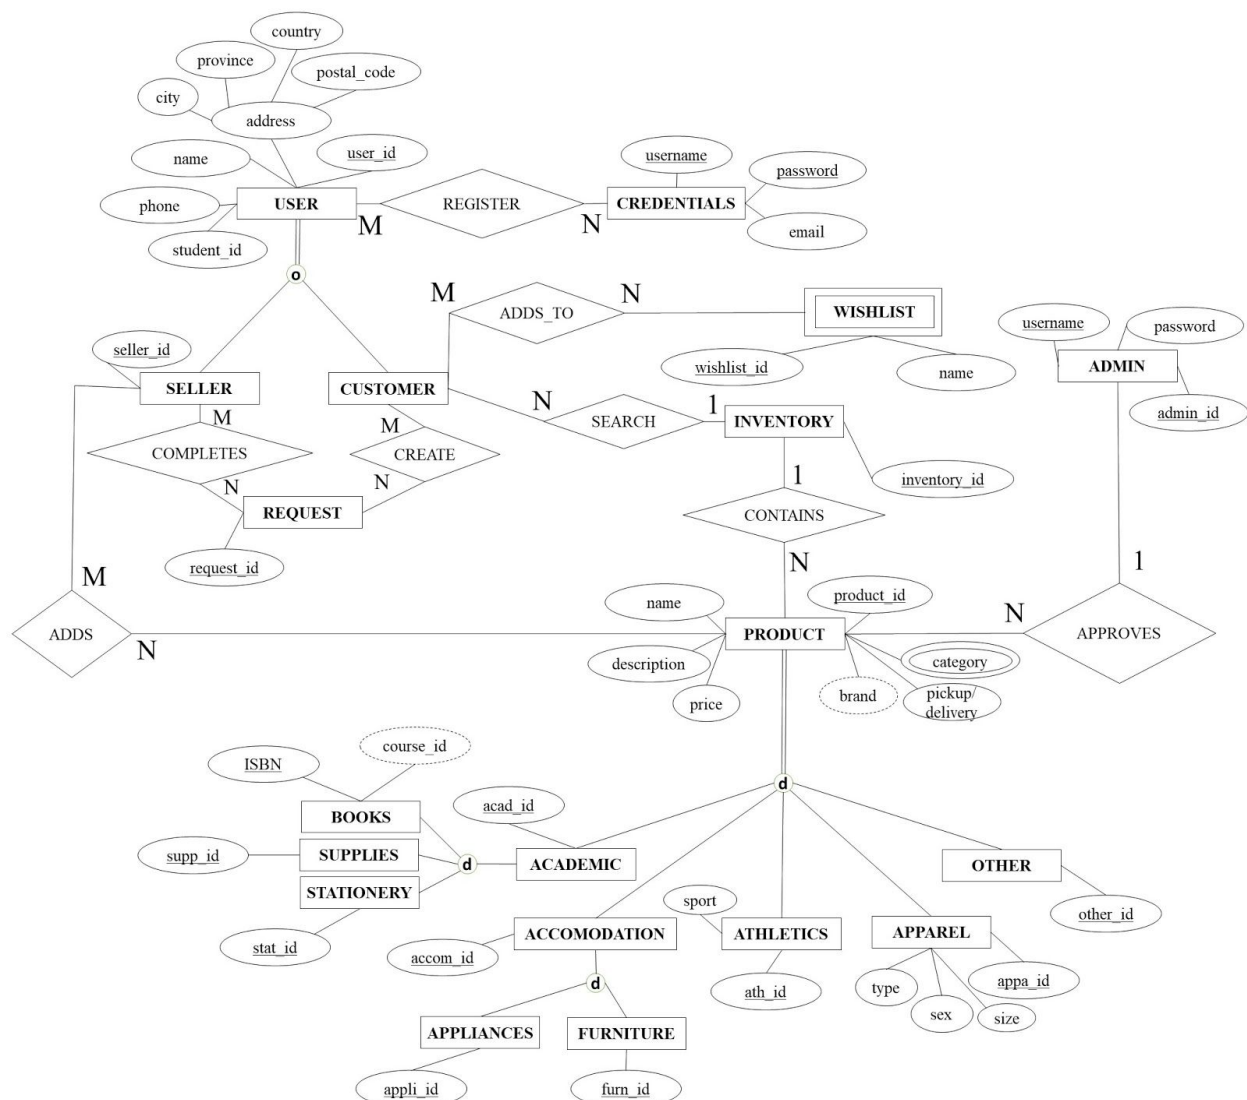 country
province
postal_code
city
address
name
user_id
username
password
phone
USER
M
REGISTER
N
CREDENTIALS
student_id
email
o
M
ADDS_TO
N
WISHLIST
username
password
seller_id
wishlist_id
name
ADMIN
SELLER
CUSTOMER
N
SEARCH
1
INVENTORY
admin_id
M
M
COMPLETES
CREATE
N
N
inventory_id
REQUEST
1
CONTAINS
request_id
N
1
M
name
product_id
ADDS
N
PRODUCT
N
APPROVES
description
category
price
brand
pickup/
delivery
course_id
ISBN
d
BOOKS
acad_id
supp_id
SUPPLIES
d
ACADEMIC
OTHER
STATIONERY
sport
other_id
stat_id
ACCOMODATION
ATHLETICS
APPAREL
accom_id
d
ath_id
type
appa_id
sex
size
APPLIANCES
FURNITURE
appli_id
furn_id